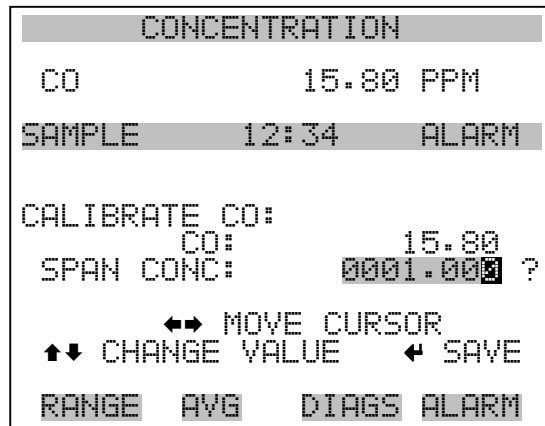 CONCENTRATION
CO 15.80 PPM
SAMPLE 12:34 ALARM
CALIBRATE CO:
CO: 15.80
SPAN CONC: 0001.000 ?
⬅➡ MOVE CURSOR
⬆⬇ CHANGE VALUE ↵ SAVE
RANGE AVG DIAGS ALARM